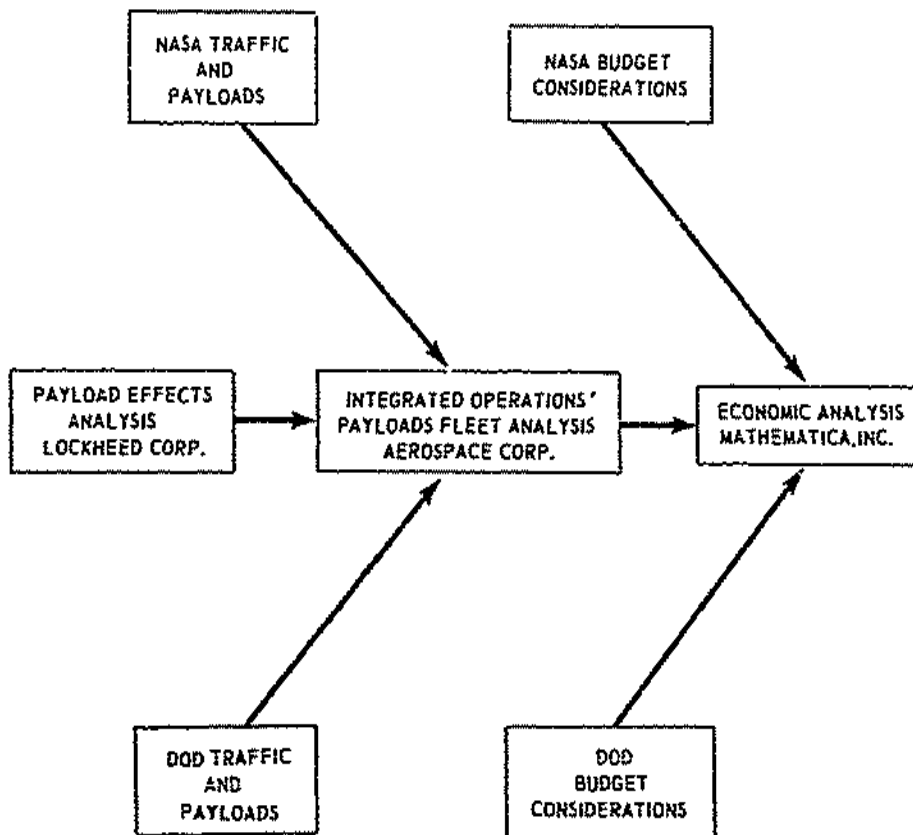 NASA TRAFFIC
AND
PAYLOADS
NASA BUDGET
CONSIDERATIONS
PAYLOAD EFFECTS
ANALYSIS
LOCKHEED CORP.
INTEGRATED OPERATIONS'
PAYLOADS FLEET ANALYSIS
AEROSPACE CORP.
ECONOMIC ANALYSIS
MATHEMATICA, INC.
DOD TRAFFIC
AND
PAYLOADS
DOD
BUDGET
CONSIDERATIONS